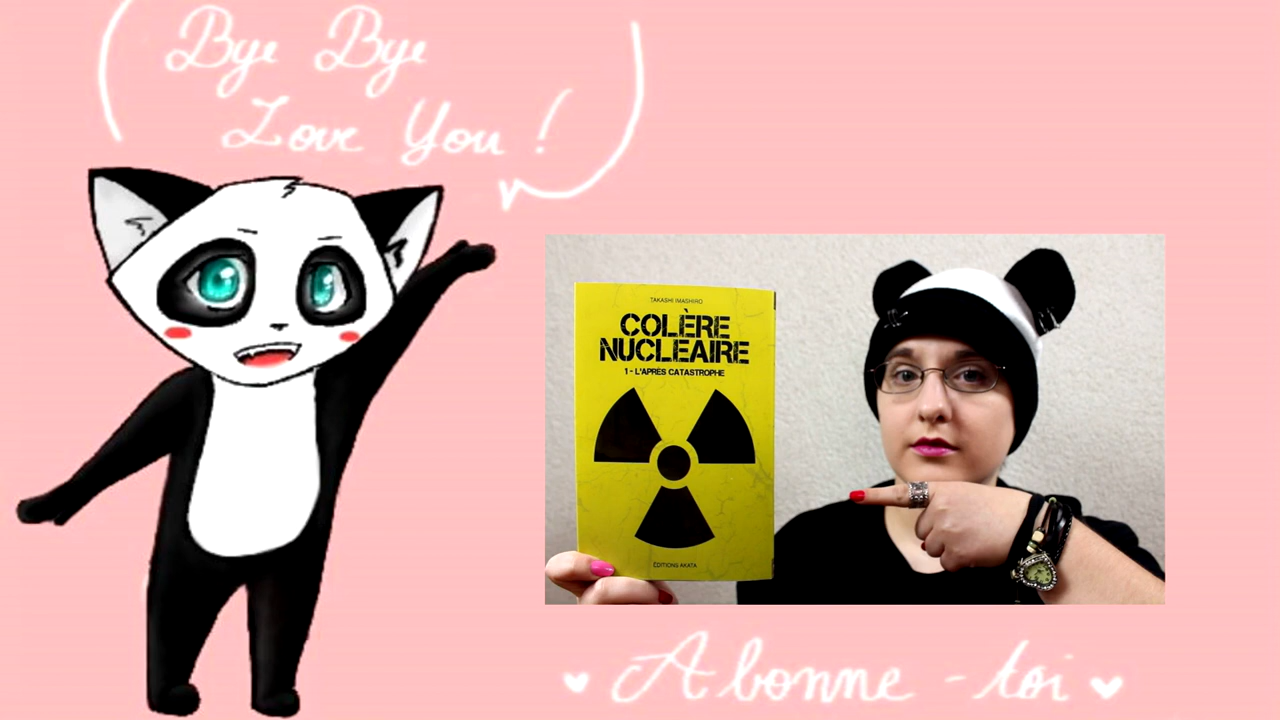 Bye Bye
Love You !
TAKASHI IMASHIRO
COLÈRE
NUCLÉAIRE
1 - L'APRÈS CATASTROPHE
EDITIONS AKATA
Abonne-toi